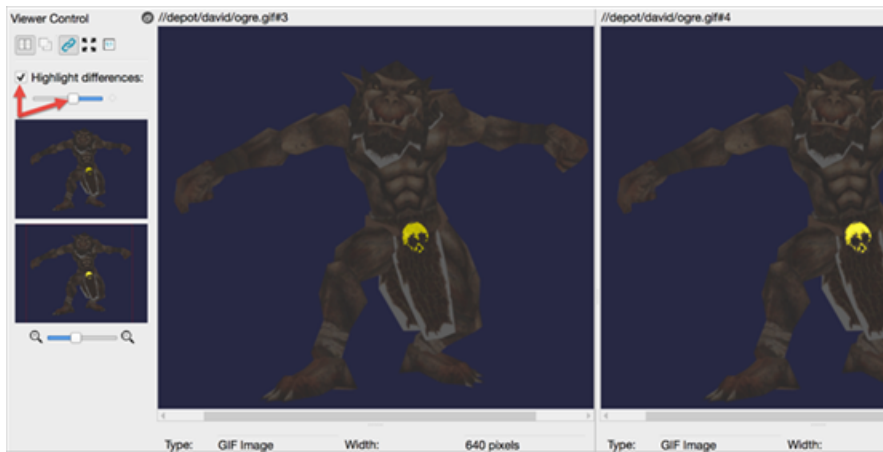 Viewer Control
//depot/david/ogre.gif#3
//depot/david/ogre.gif#4
Highlight differences:
Type: GIF Image Width: 640 pixels
Type: GIF Image Width: